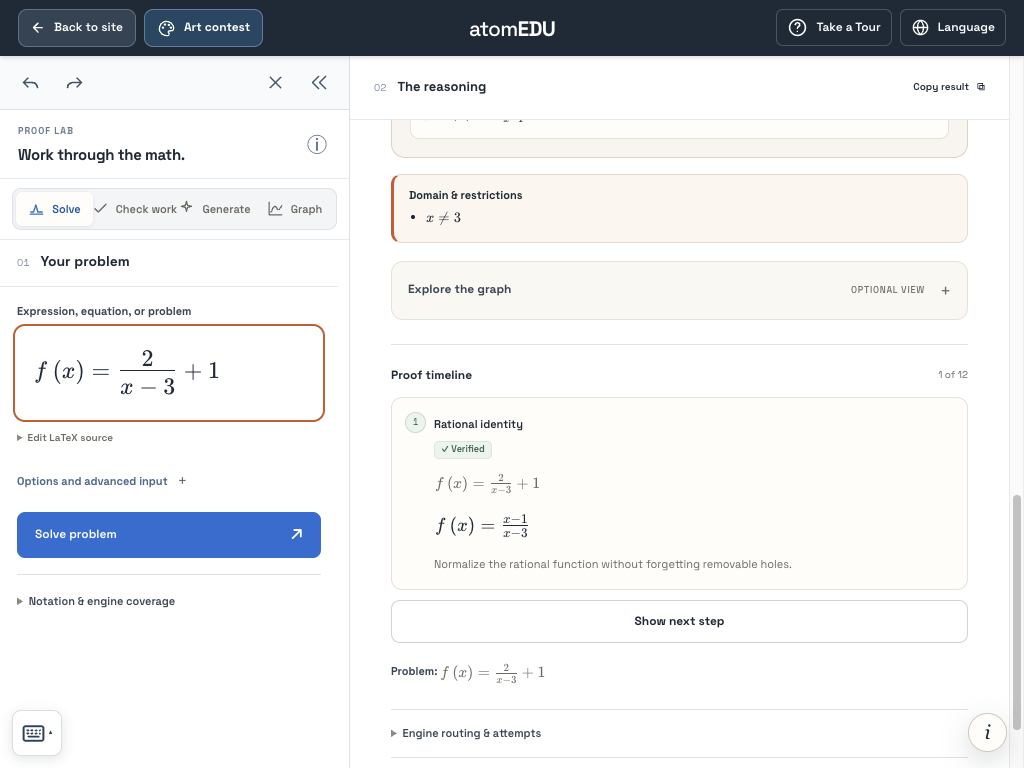 Back to site
Art contest
atomEDU
Take a Tour
Language
PROOF LAB
Work through the math.
Solve
Check work
Generate
Graph
01 Your problem
Expression, equation, or problem
f (x) = 2/(x − 3) + 1
Edit LaTeX source
Options and advanced input +
Solve problem
Notation & engine coverage
02 The reasoning
Copy result
Domain & restrictions
• x ≠ 3
Explore the graph
OPTIONAL VIEW +
Proof timeline
1 of 12
1 Rational identity
✓ Verified
f (x) = 2/(x−3) + 1
f (x) = (x−1)/(x−3)
Normalize the rational function without forgetting removable holes.
Show next step
Problem: f (x) = 2/(x−3) + 1
Engine routing & attempts
i